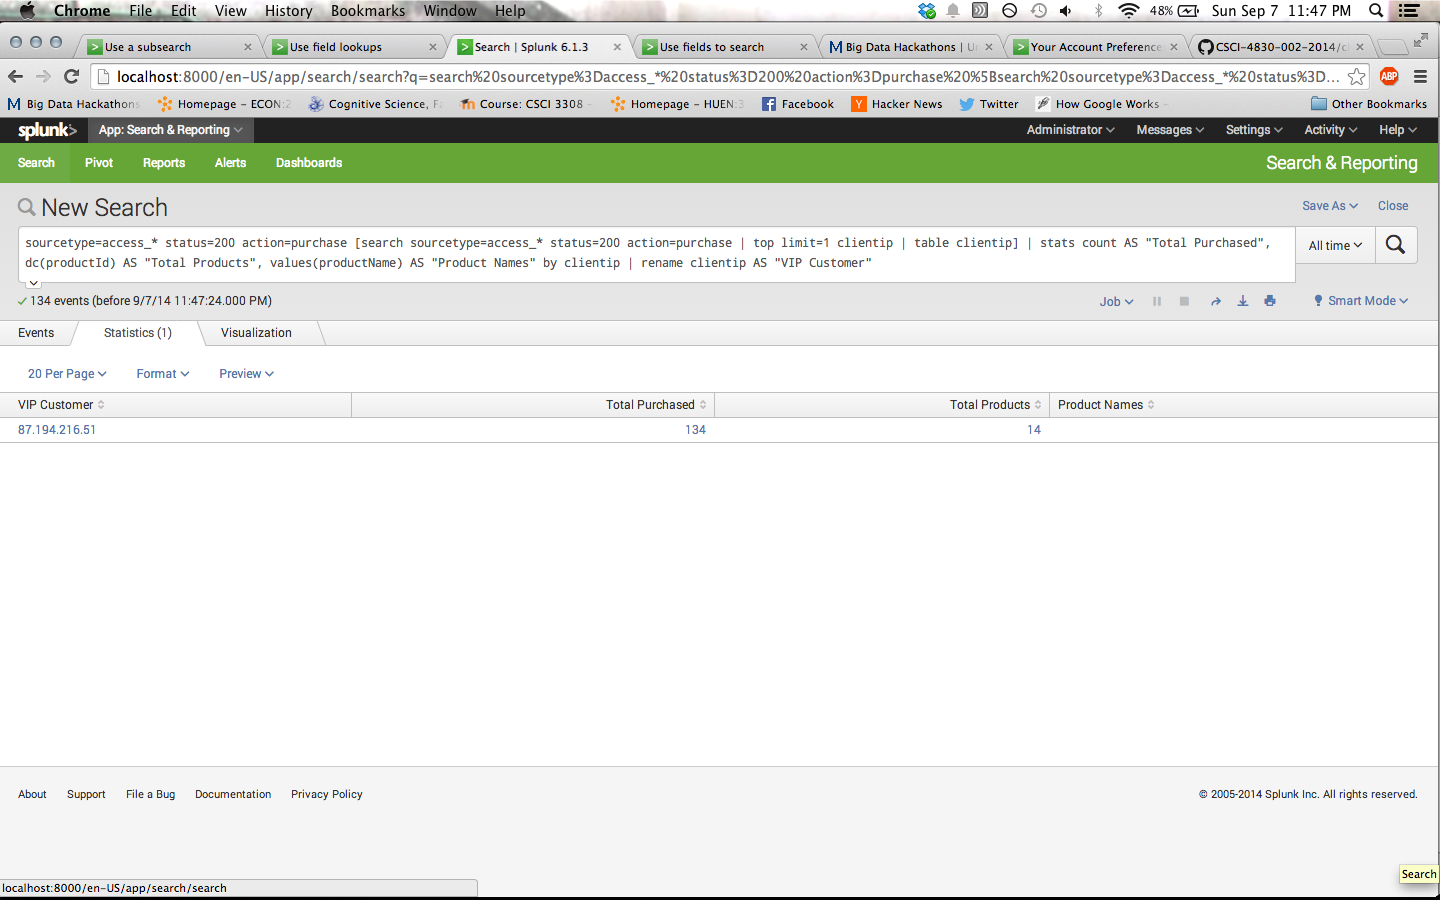 Chrome File Edit View History Bookmarks Window Help 48% Sun Sep 7 11:47 PM
Use a subsearch Use field lookups Search | Splunk 6.1.3 Use fields to search Big Data Hackathons | Your Account Preference CSCI-4830-002-2014/
localhost:8000/en-US/app/search/search?q=search%20sourcetype%3Daccess_*%20status%3D200%20action%3Dpurchase%20%5Bsearch%20sourcetype%3Daccess_*%20status%3D... ABP
Big Data Hackathons Homepage – ECON:2 Cognitive Science, Course: CSCI 3308 – Homepage – HUEN:3 Facebook Hacker News Twitter How Google Works – Other Bookmarks
splunk> App: Search & Reporting Administrator Messages Settings Activity Help
Search Pivot Reports Alerts Dashboards Search & Reporting
New Search Save As Close
sourcetype=access_* status=200 action=purchase [search sourcetype=access_* status=200 action=purchase | top limit=1 clientip | table clientip] | stats count AS "Total Purchased",
dc(productId) AS "Total Products", values(productName) AS "Product Names" by clientip | rename clientip AS "VIP Customer"
All time
134 events (before 9/7/14 11:47:24.000 PM) Job Smart Mode
Events Statistics (1) Visualization
20 Per Page Format Preview
VIP Customer Total Purchased Total Products Product Names
87.194.216.51 134 14
About Support File a Bug Documentation Privacy Policy © 2005-2014 Splunk Inc. All rights reserved.
Search
localhost:8000/en-US/app/search/search